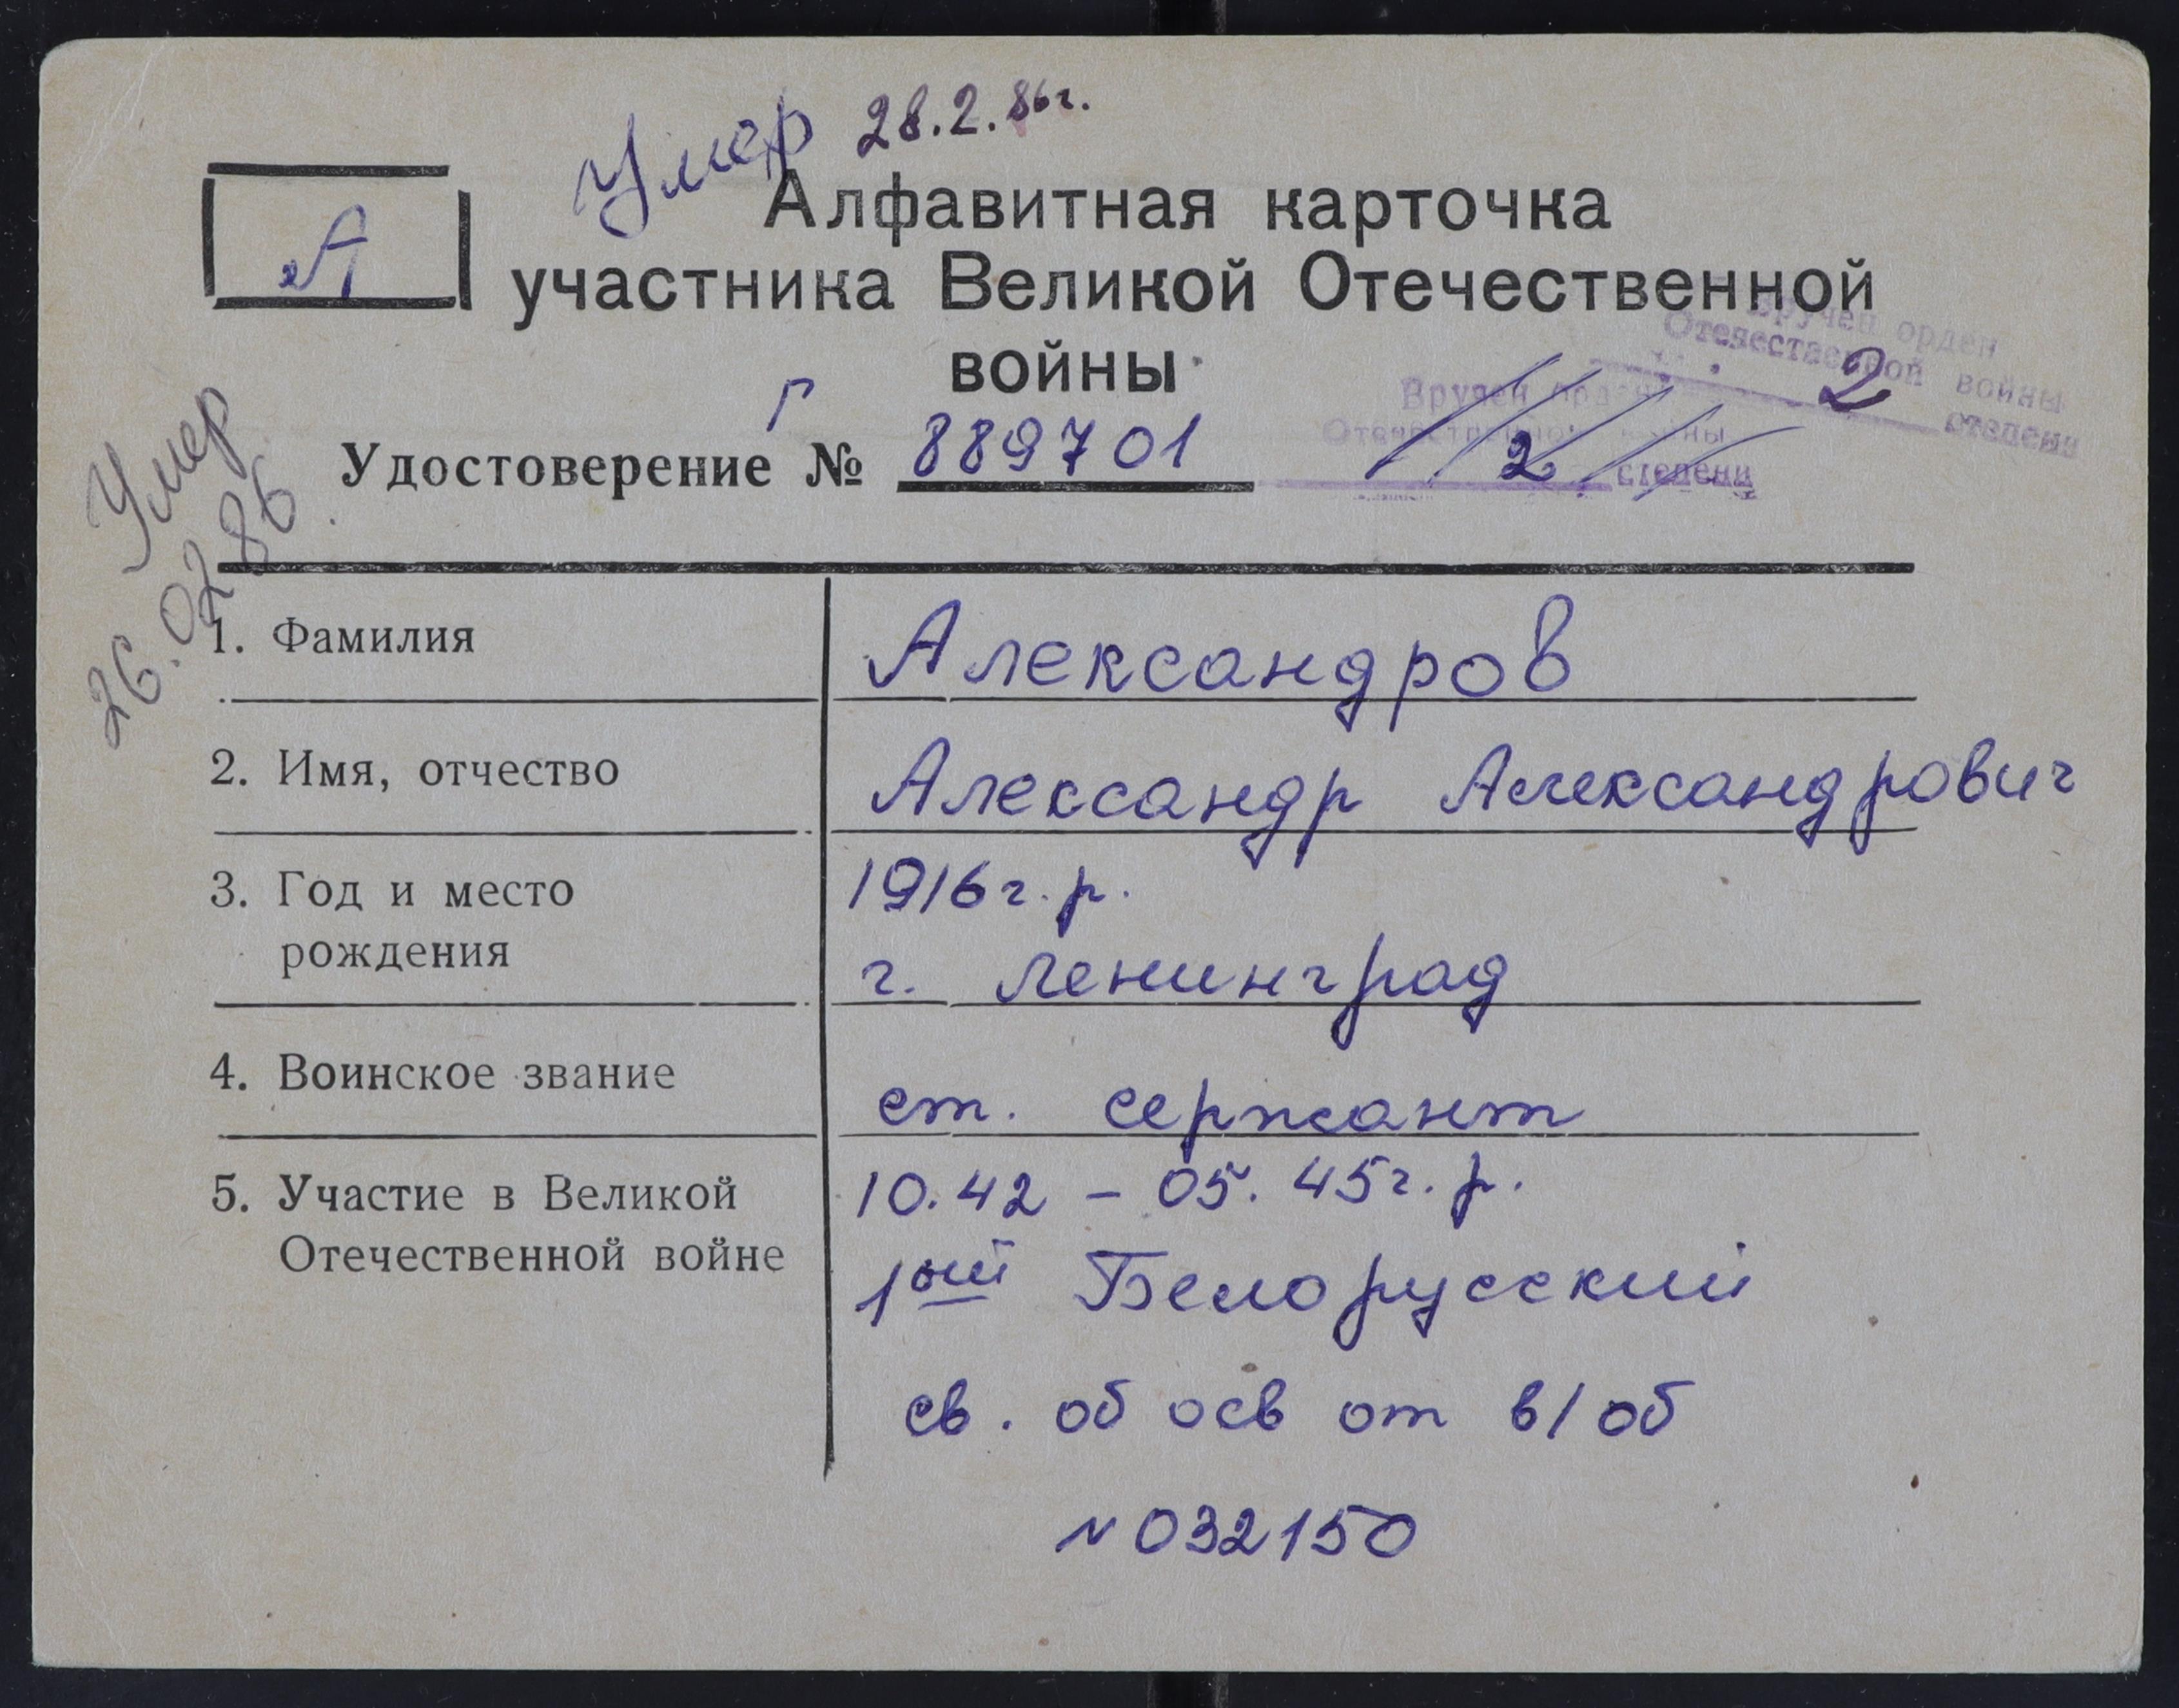 Умер 28.2.86г.
А
Алфавитная карточка
участника Великой Отечественной
войны
Вручен орден
Отечественной войны
2 степени
Г
Удостоверение № 889701
Вручен орден
Отечественной войны
2 степени
Умер
26.02.86
1. Фамилия
Александров
2. Имя, отчество
Александр Александрович
3. Год и место
рождения
1916г.р.
г. Ленинград
4. Воинское звание
ст. сержант
5. Участие в Великой
Отечественной войне
10.42 – 05.45г.р.
1ый Белорусский
св. об осв от в/об
№032150